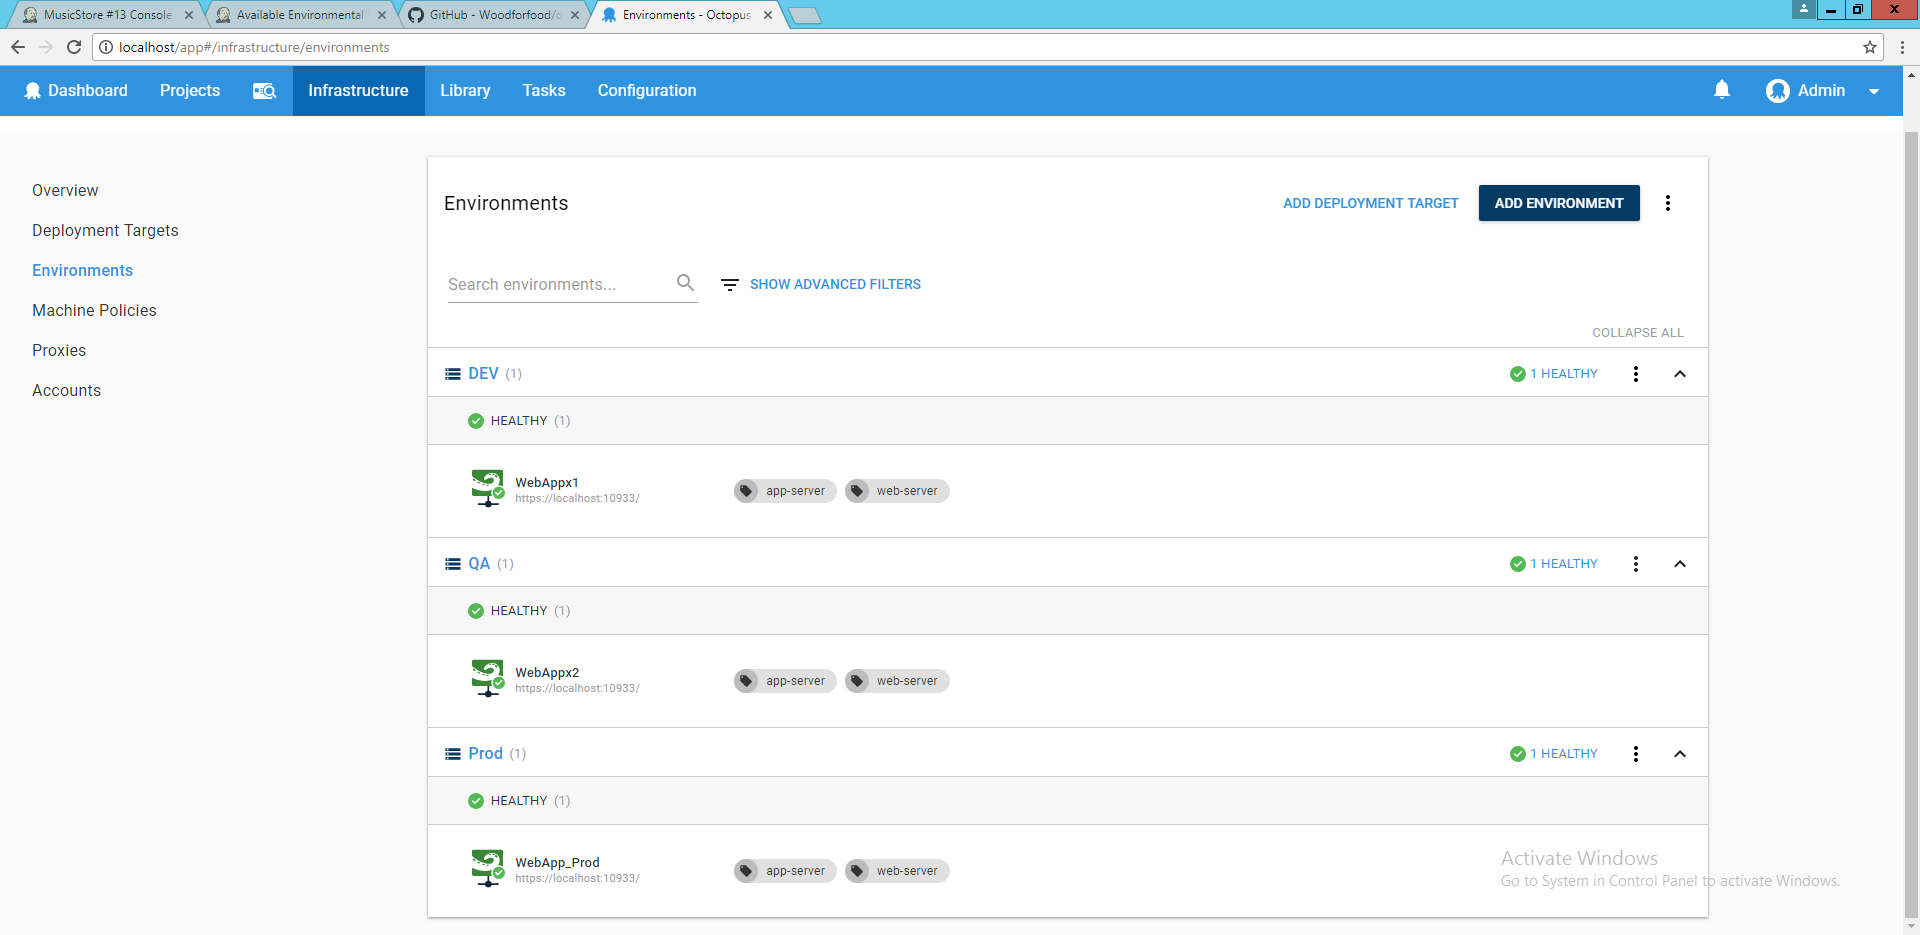 MusicStore #13 Console
Available Environmental
GitHub - Woodforfood/
Environments - Octopus
localhost/app#/infrastructure/environments
Dashboard
Projects
Infrastructure
Library
Tasks
Configuration
Admin
Overview
Deployment Targets
Environments
Machine Policies
Proxies
Accounts
Environments
ADD DEPLOYMENT TARGET
ADD ENVIRONMENT
Search environments...
SHOW ADVANCED FILTERS
COLLAPSE ALL
DEV (1)
1 HEALTHY
HEALTHY (1)
WebAppx1
https://localhost:10933/
app-server
web-server
QA (1)
1 HEALTHY
HEALTHY (1)
WebAppx2
https://localhost:10933/
app-server
web-server
Prod (1)
1 HEALTHY
HEALTHY (1)
WebApp_Prod
https://localhost:10933/
app-server
web-server
Activate Windows
Go to System in Control Panel to activate Windows.